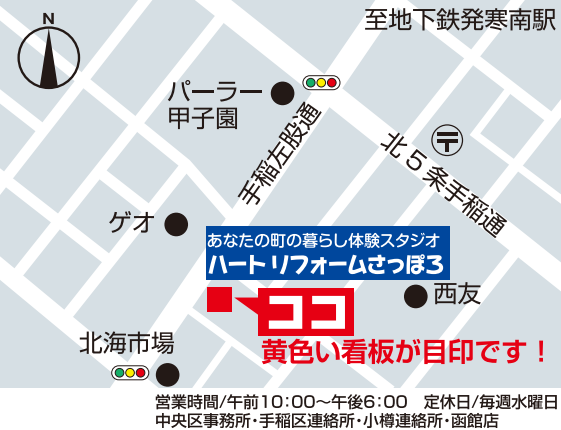 N
至地下鉄発寒南駅
パーラー
甲子園
手稲左股通
北5条手稲通
ゲオ
あなたの町の暮らし体験スタジオ
ハートリフォームさっぽろ
ココ
西友
北海市場
黄色い看板が目印です！
営業時間/午前10:00〜午後6:00　定休日/毎週水曜日
中央区事務所･手稲区連絡所･小樽連絡所･函館店